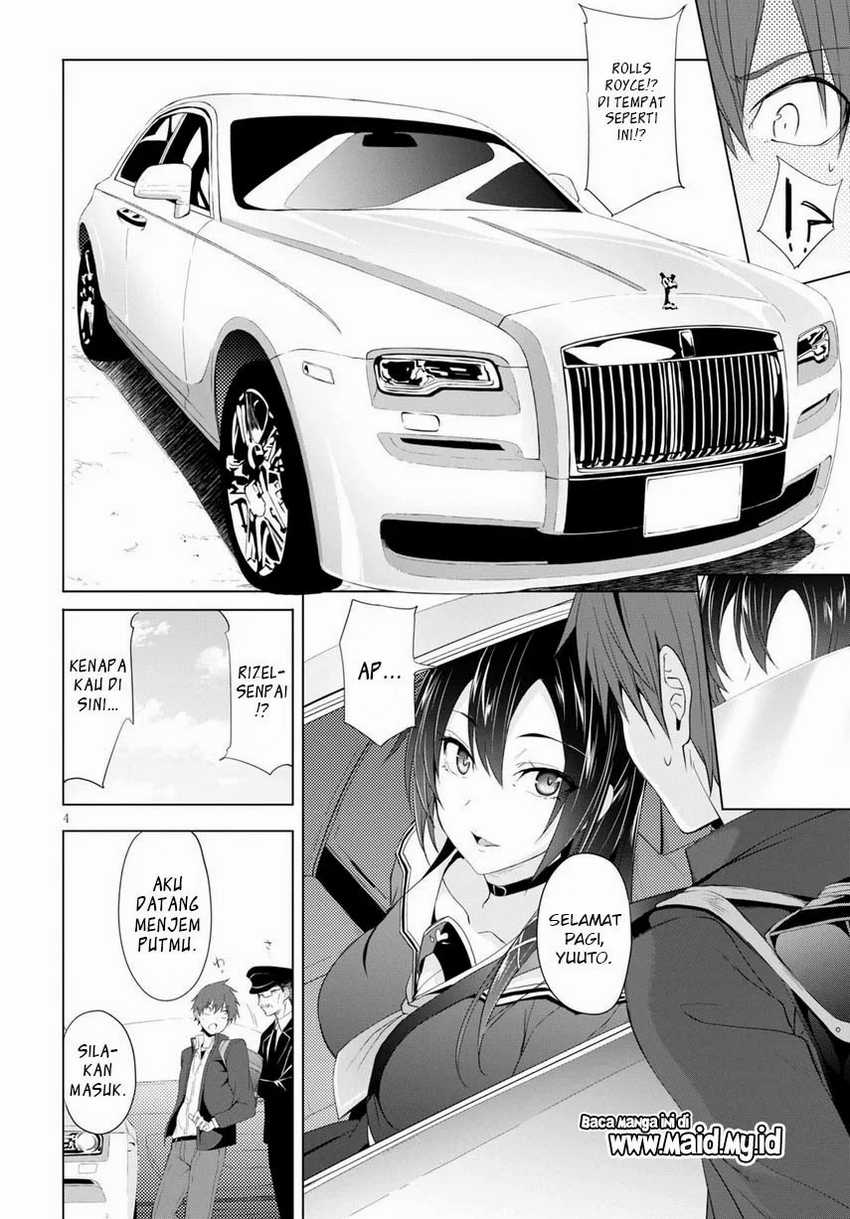 ROLLS
ROYCE!?
DI TEMPAT
SEPERTI
INI!?
!?
AP...
SELAMAT
PAGI,
YUUTO.
RIZEL-
SENPAI
!?
KENAPA
KAU DI
SINI...
4
AKU
DATANG
MENJEM
PUTMU.
SILA-
KAN
MASUK.
Baca Manga ini di
www.Maid.My.id